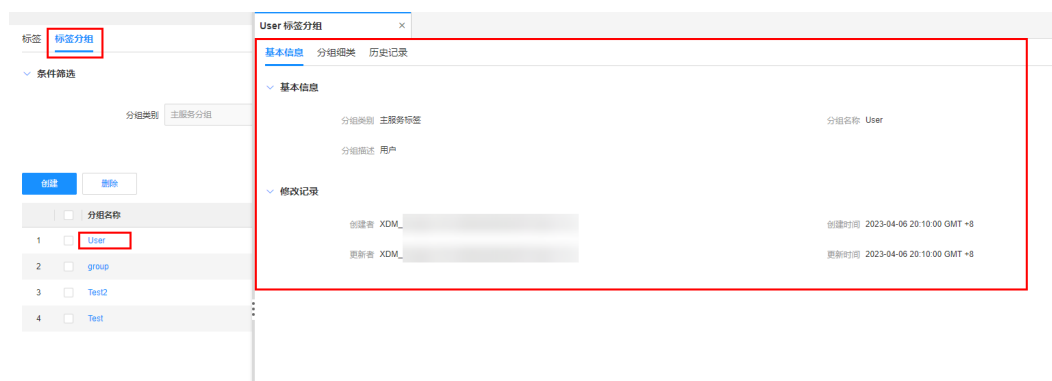 标签 标签分组
条件筛选
分组类别 主服务分组
创建 删除
分组名称
1 User
2 group
3 Test2
4 Test
User 标签分组 ×
基本信息 分组细类 历史记录
基本信息
分组类别 主服务标签 分组名称 User
分组描述 用户
修改记录
创建者 XDM_ 创建时间 2023-04-06 20:10:00 GMT +8
更新者 XDM_ 更新时间 2023-04-06 20:10:00 GMT +8